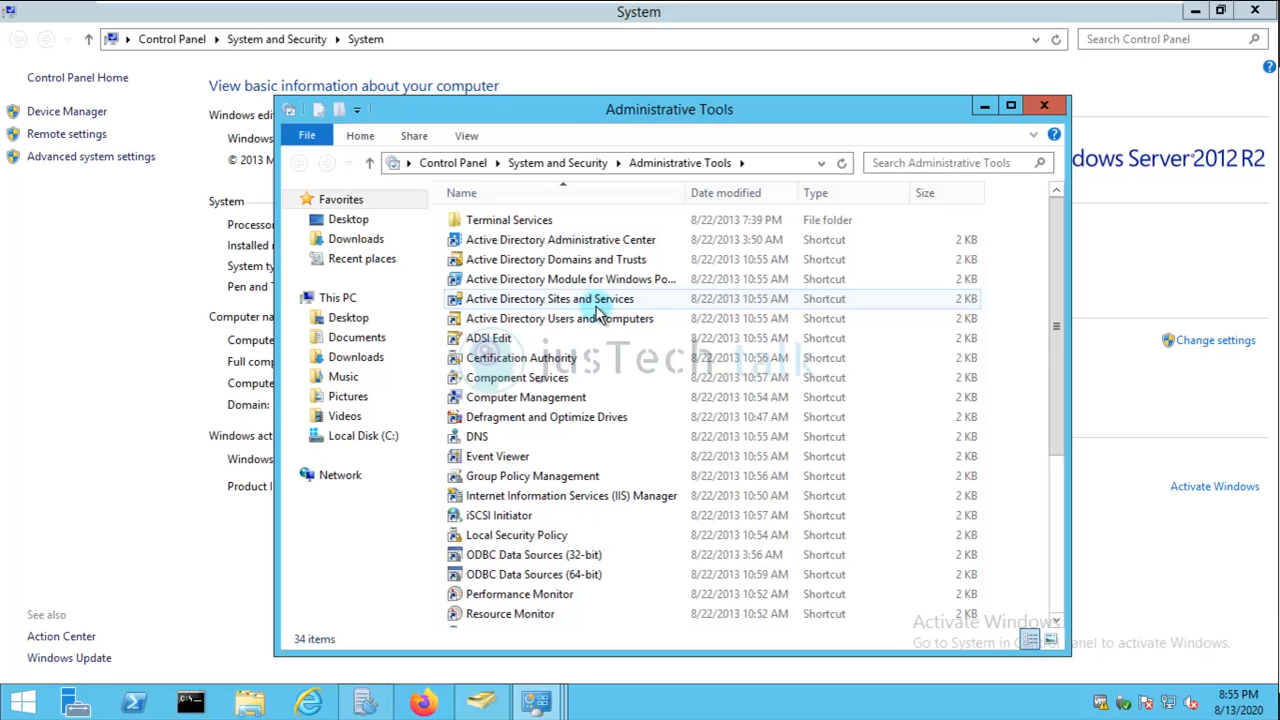 System
Control Panel System and Security System
Search Control Panel
Control Panel Home
Device Manager
Remote settings
Advanced system settings
See also
Action Center
Windows Update
View basic information about your computer
Windows edi
Windows
© 2013 M
System
Processor
Installed
System ty
Pen and
Computer na
Compute
Full comp
Compute
Domain:
Windows act
Windows
Product I
dows Server 2012 R2
Change settings
Activate Windows
Administrative Tools
File Home Share View
Control Panel System and Security Administrative Tools
Search Administrative Tools
Favorites
Desktop
Downloads
Recent places
This PC
Desktop
Documents
Downloads
Music
Pictures
Videos
Local Disk (C:)
Network
Name Date modified Type Size
Terminal Services 8/22/2013 7:39 PM File folder
Active Directory Administrative Center 8/22/2013 3:50 AM Shortcut 2 KB
Active Directory Domains and Trusts 8/22/2013 10:55 AM Shortcut 2 KB
Active Directory Module for Windows Po... 8/22/2013 10:55 AM Shortcut 2 KB
Active Directory Sites and Services 8/22/2013 10:55 AM Shortcut 2 KB
Active Directory Users and Computers 8/22/2013 10:55 AM Shortcut 2 KB
ADSI Edit 8/22/2013 10:55 AM Shortcut 2 KB
Certification Authority 8/22/2013 10:56 AM Shortcut 2 KB
Component Services 8/22/2013 10:57 AM Shortcut 2 KB
Computer Management 8/22/2013 10:54 AM Shortcut 2 KB
Defragment and Optimize Drives 8/22/2013 10:47 AM Shortcut 2 KB
DNS 8/22/2013 10:55 AM Shortcut 2 KB
Event Viewer 8/22/2013 10:55 AM Shortcut 2 KB
Group Policy Management 8/22/2013 10:56 AM Shortcut 2 KB
Internet Information Services (IIS) Manager 8/22/2013 10:50 AM Shortcut 2 KB
iSCSI Initiator 8/22/2013 10:57 AM Shortcut 2 KB
Local Security Policy 8/22/2013 10:54 AM Shortcut 2 KB
ODBC Data Sources (32-bit) 8/22/2013 3:56 AM Shortcut 2 KB
ODBC Data Sources (64-bit) 8/22/2013 10:59 AM Shortcut 2 KB
Performance Monitor 8/22/2013 10:52 AM Shortcut 2 KB
Resource Monitor 8/22/2013 10:52 AM Shortcut 2 KB
34 items
jusTech Talk
Activate Windows
Go to System in Control Panel to activate Windows.
8:55 PM
8/13/2020